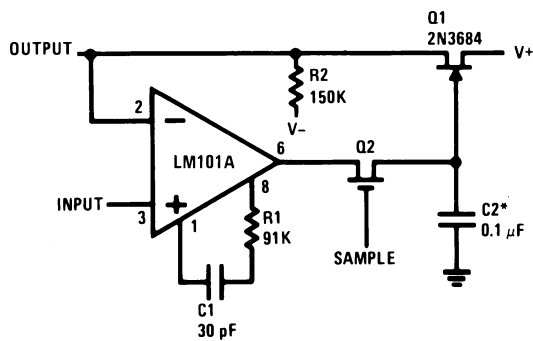 Q1
2N3684
OUTPUT
V+
R2
150K
V–
2
–
LM101A
6
Q2
INPUT
3
+
8
1
R1
91K
C2*
0.1 μF
SAMPLE
C1
30 pF